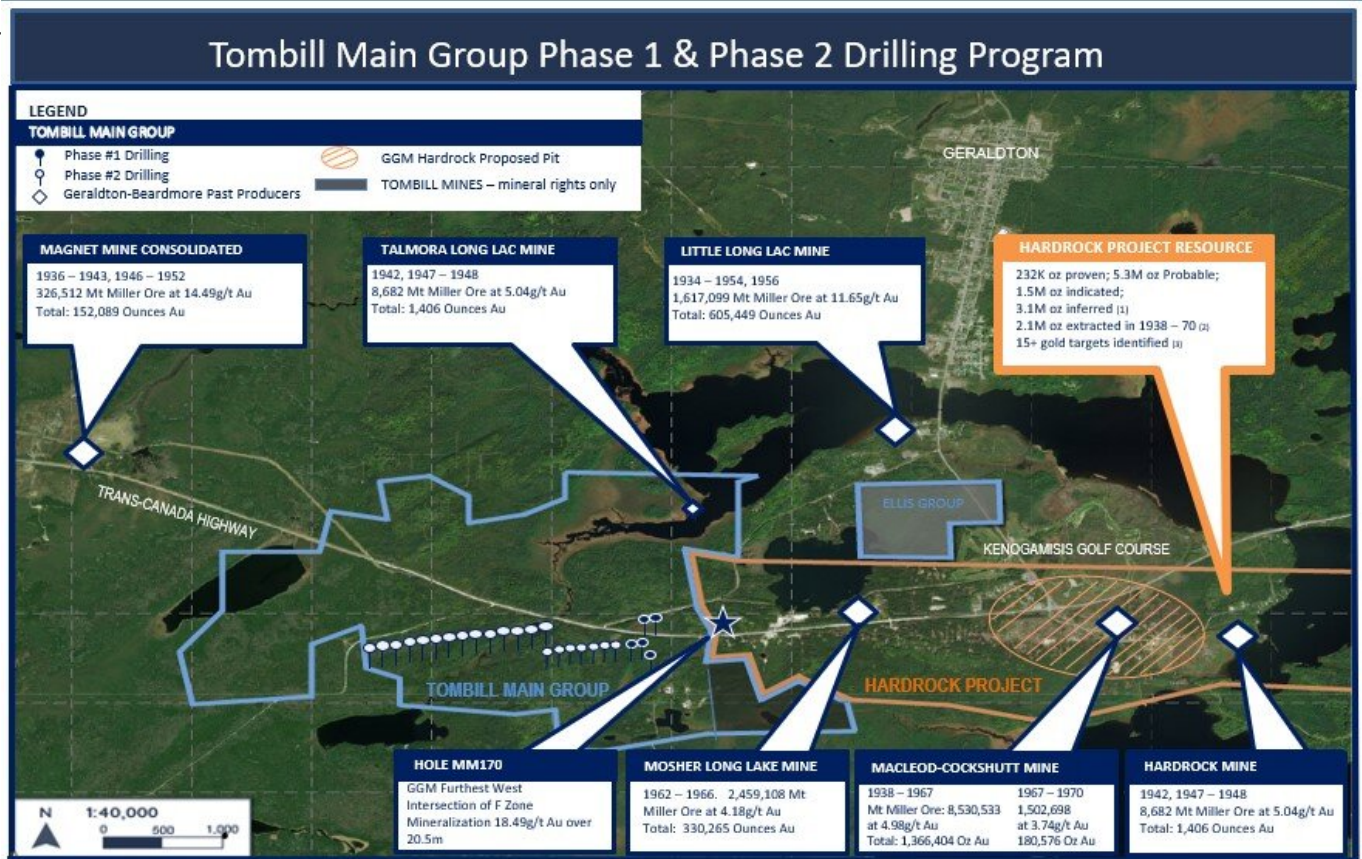 Tombill Main Group Phase 1 & Phase 2 Drilling Program
LEGEND
TOMBILL MAIN GROUP
Phase #1 Drilling
Phase #2 Drilling
Geraldton-Beardmore Past Producers
GGM Hardrock Proposed Pit
TOMBILL MINES – mineral rights only
GERALDTON
MAGNET MINE CONSOLIDATED
1936 – 1943, 1946 – 1952
326,512 Mt Miller Ore at 14.49g/t Au
Total: 152,089 Ounces Au
TALMORA LONG LAC MINE
1942, 1947 – 1948
8,682 Mt Miller Ore at 5.04g/t Au
Total: 1,406 Ounces Au
LITTLE LONG LAC MINE
1934 – 1954, 1956
1,617,099 Mt Miller Ore at 11.65g/t Au
Total: 605,449 Ounces Au
HARDROCK PROJECT RESOURCE
232K oz proven; 5.3M oz Probable;
1.5M oz indicated;
3.1M oz inferred (1)
2.1M oz extracted in 1938 – 70 (2)
15+ gold targets identified (3)
TRANS-CANADA HIGHWAY
ELLIS GROUP
KENOGAMISIS GOLF COURSE
TOMBILL MAIN GROUP
HARDROCK PROJECT
HOLE MM170
GGM Furthest West
Intersection of F Zone
Mineralization 18.49g/t Au over
20.5m
MOSHER LONG LAKE MINE
1962 – 1966. 2,459,108 Mt
Miller Ore at 4.18g/t Au
Total: 330,265 Ounces Au
MACLEOD-COCKSHUTT MINE
1938 – 1967
Mt Miller Ore: 8,530,533
at 4.98g/t Au
Total: 1,366,404 Oz Au
1967 – 1970
1,502,698
at 3.74g/t Au
180,576 Oz Au
HARDROCK MINE
1942, 1947 – 1948
8,682 Mt Miller Ore at 5.04g/t Au
Total: 1,406 Ounces Au
N
1:40,000
0 500 1,000